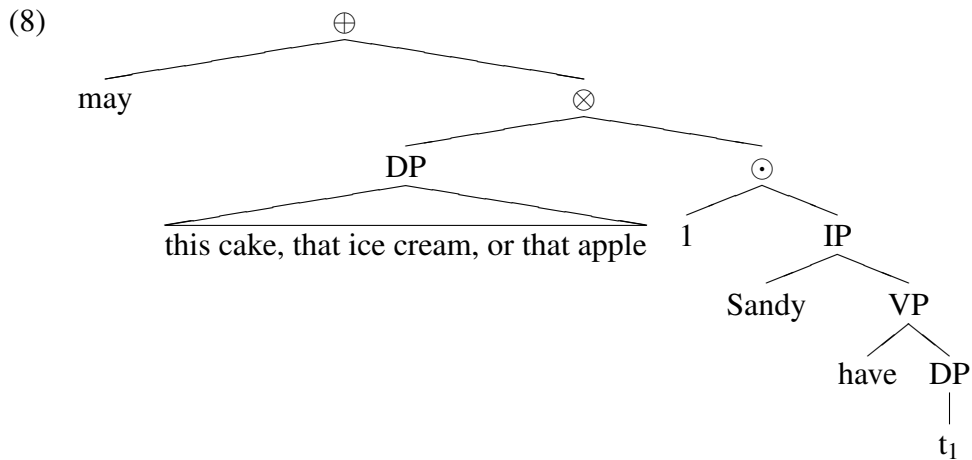 (8) ⊕
may ⊗
DP ⊙
this cake, that ice cream, or that apple 1 IP
Sandy VP
have DP
t₁